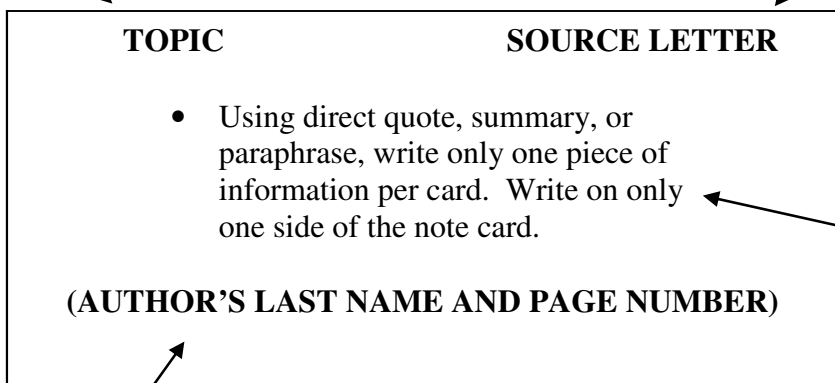 TOPIC SOURCE LETTER
• Using direct quote, summary, or
paraphrase, write only one piece of
information per card.  Write on only
one side of the note card.
(AUTHOR'S LAST NAME AND PAGE NUMBER)